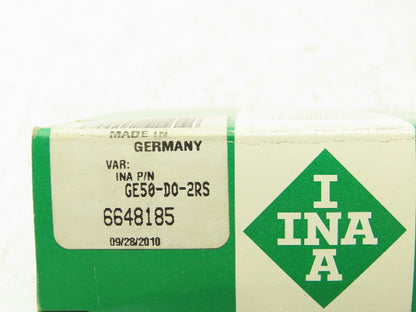 MADE IN
GERMANY
VAR:
INA P/N
GE50-DO-2RS
6648185
09/28/2010
I
INA
A